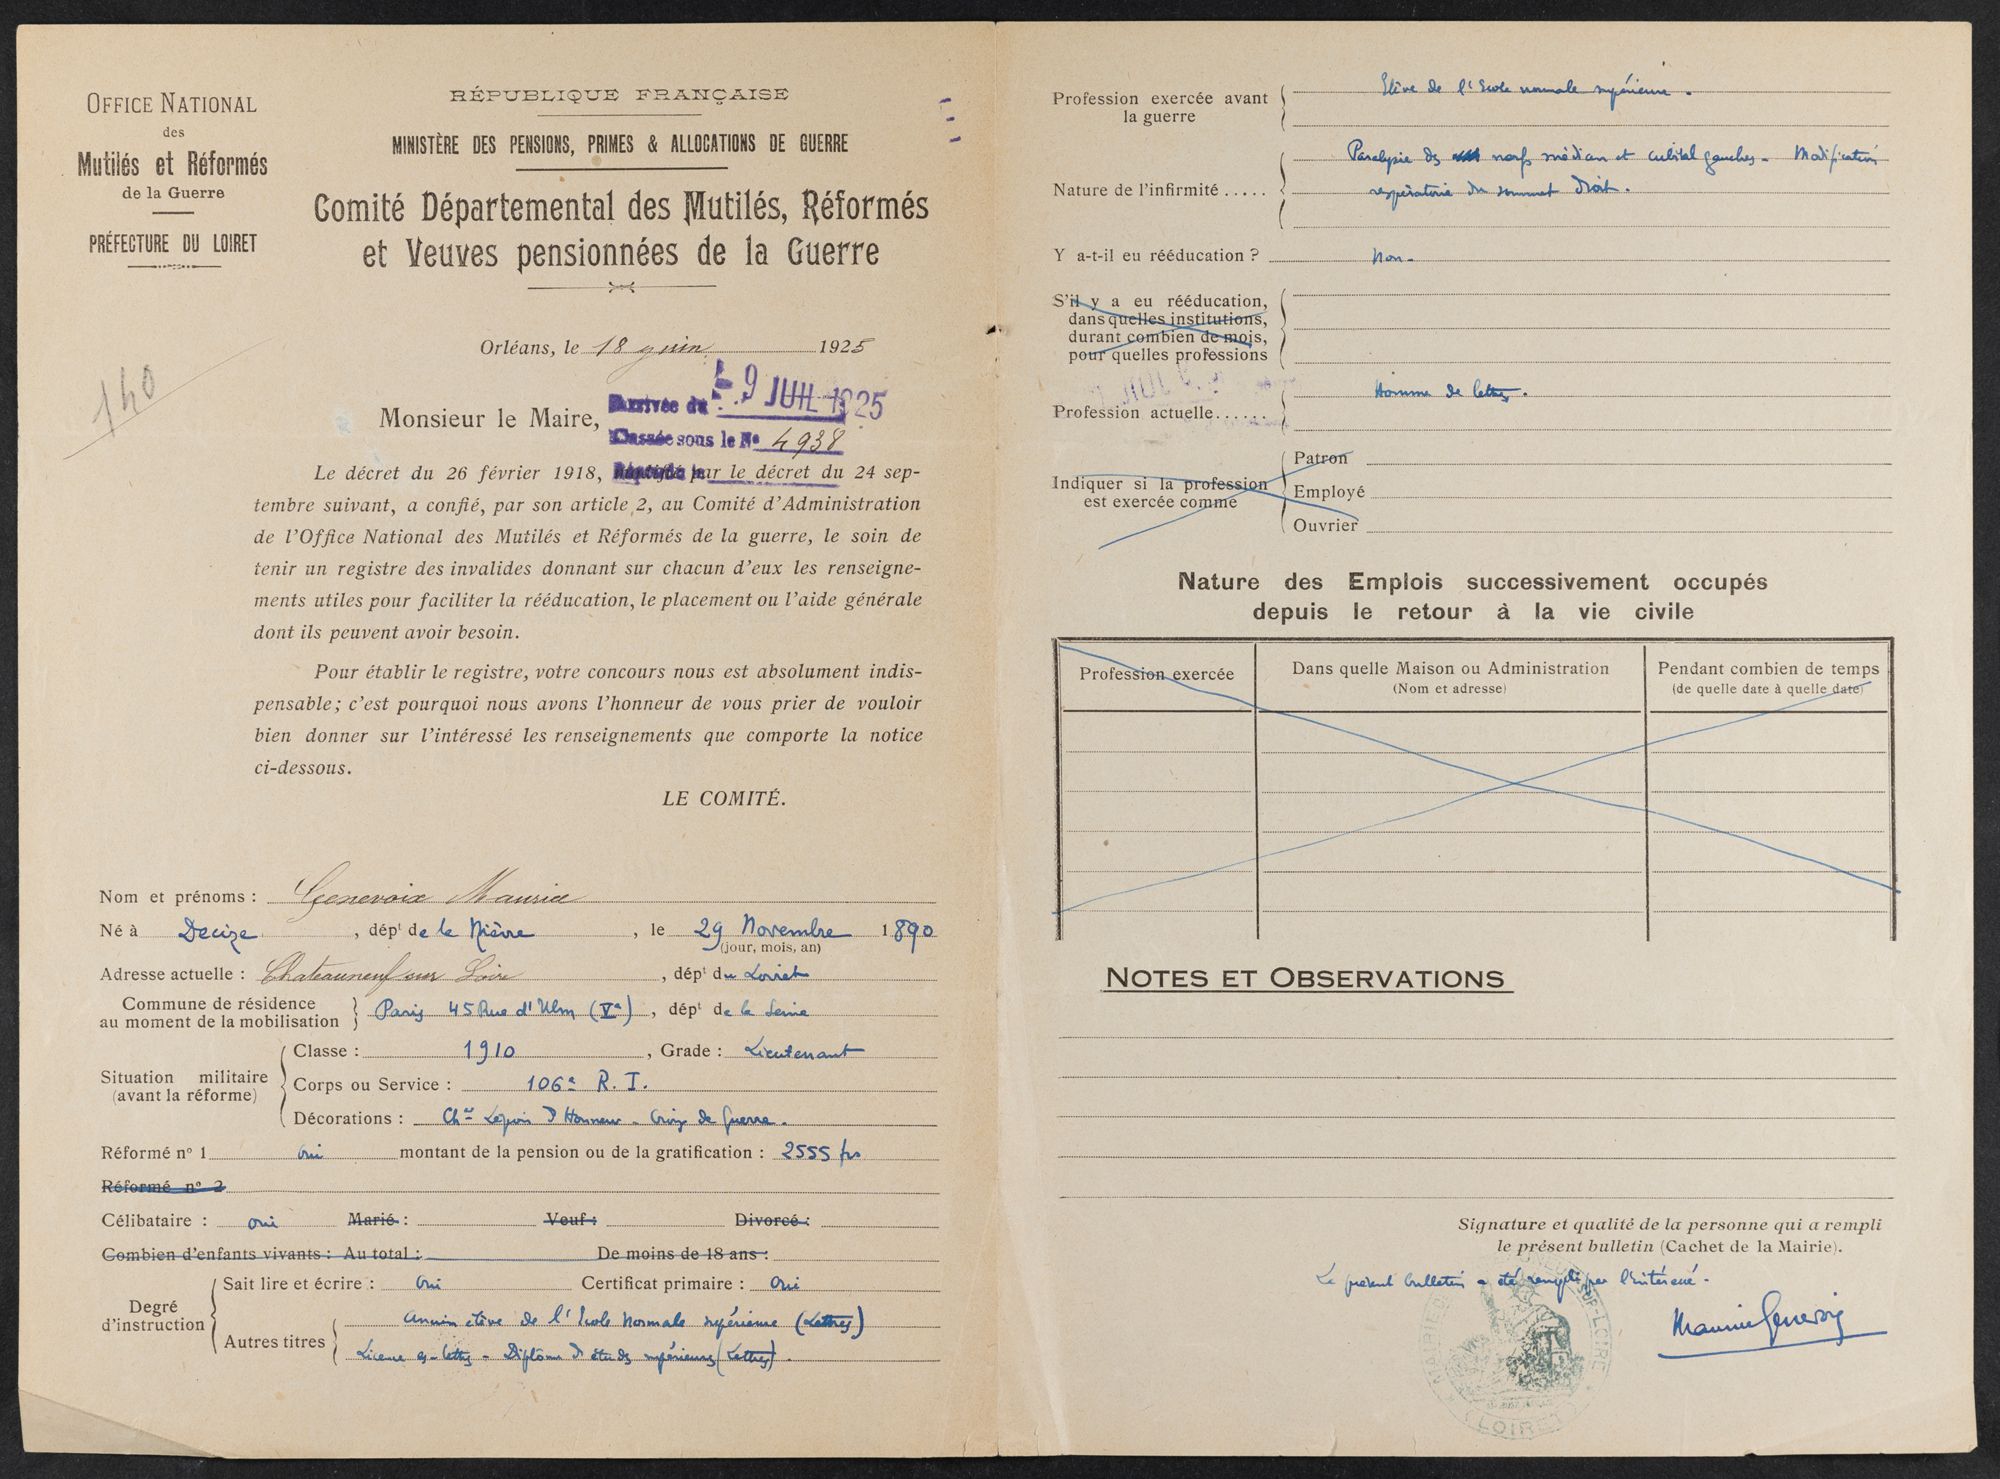 OFFICE NATIONAL
des
Mutilés et Réformés
de la Guerre
PRÉFECTURE DU LOIRET
RÉPUBLIQUE FRANÇAISE
MINISTÈRE DES PENSIONS, PRIMES & ALLOCATIONS DE GUERRE
Comité Départemental des Mutilés, Réformés
et Veuves pensionnées de la Guerre
140
Orléans, le 18 juin 1925
Monsieur le Maire,
Arrivée du 9 JUIL 1925
Classée sous le No 4938
Le décret du 26 février 1918, par le décret du 24 sep-
tembre suivant, a confié, par son article 2, au Comité d'Administration
de l'Office National des Mutilés et Réformés de la guerre, le soin de
tenir un registre des invalides donnant sur chacun d'eux les renseigne-
ments utiles pour faciliter la rééducation, le placement ou l'aide générale
dont ils peuvent avoir besoin.
Pour établir le registre, votre concours nous est absolument indis-
pensable; c'est pourquoi nous avons l'honneur de vous prier de vouloir
bien donner sur l'intéressé les renseignements que comporte la notice
ci-dessous.
LE COMITÉ.
Nom et prénoms : Genevoix Maurice
Né à Decize, dépt de la Nièvre, le 29 Novembre 1890
(jour, mois, an)
Adresse actuelle : Chateauneuf sur Loire, dépt du Loiret
Commune de résidence
au moment de la mobilisation Paris 45 Rue d'Ulm (Ve), dépt de la Seine
Situation militaire
(avant la réforme)
Classe : 1910, Grade : Lieutenant
Corps ou Service : 106e R. I.
Décorations : Chr Légion d'Honneur - Croix de guerre.
Réformé no 1 oui montant de la pension ou de la gratification : 2555 frs
Réformé no 2
Célibataire : oui Marié : Veuf : Divorcé :
Combien d'enfants vivants : Au total : De moins de 18 ans :
Degré
d'instruction
Sait lire et écrire : Oui Certificat primaire : Oui
Autres titres
Ancien élève de l'Ecole Normale supérieure (Lettres)
Licence ès-lettres - Diplôme d'études supérieures (Lettres).
Profession exercée avant
la guerre
Elève de l'Ecole normale supérieure.
Nature de l'infirmité.....
Paralysie des nerfs médian et cubital gauches - Modification
respiratoire du sommet droit.
Y a-t-il eu rééducation ? Non-
S'il y a eu rééducation,
dans quelles institutions,
durant combien de mois,
pour quelles professions
Profession actuelle...... Homme de lettres.
Indiquer si la profession
est exercée comme
Patron
Employé
Ouvrier
Nature des Emplois successivement occupés
depuis le retour à la vie civile
Profession exercée
Dans quelle Maison ou Administration
(Nom et adresse)
Pendant combien de temps
(de quelle date à quelle date)
NOTES ET OBSERVATIONS
Signature et qualité de la personne qui a rempli
le présent bulletin (Cachet de la Mairie).
Le présent bulletin a été rempli par l'intéressé.
Maurice Genevoix
MAIRIE SUR-LOIRE
(LOIRET)